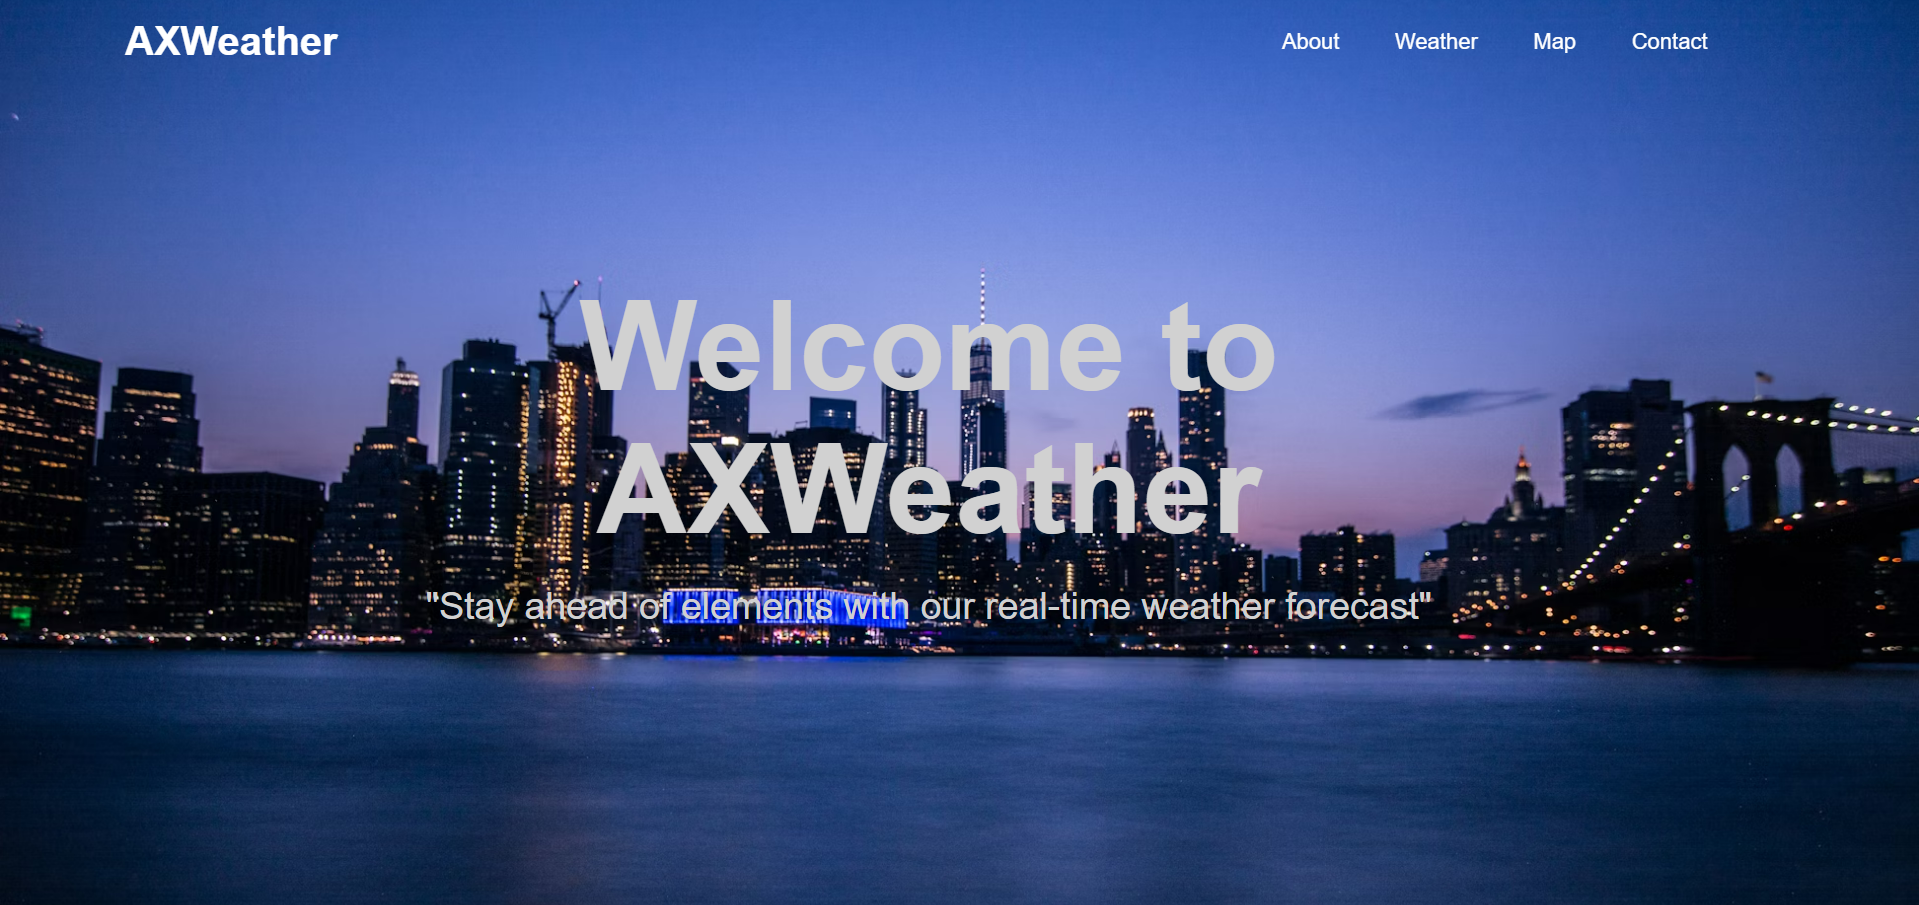 AXWeather
About Weather Map Contact
Welcome to
AXWeather
"Stay ahead of elements with our real-time weather forecast"